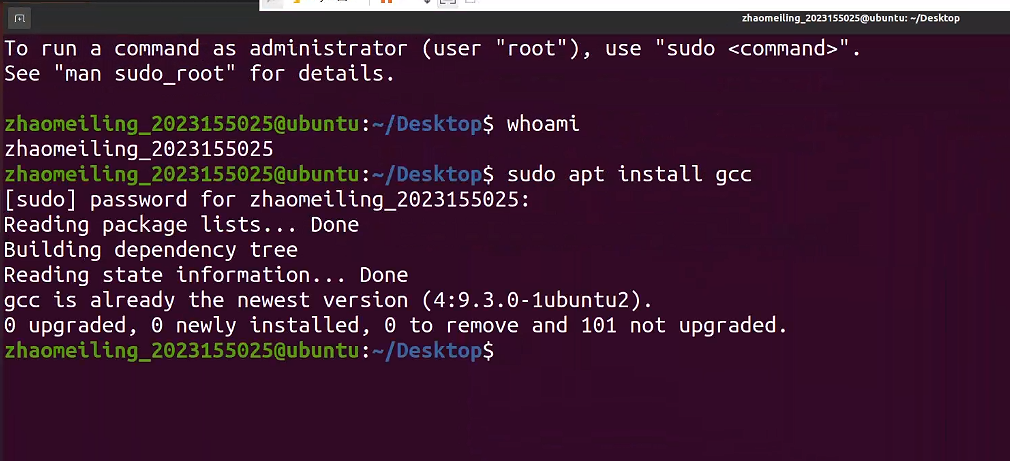 zhaomeiling_2023155025@ubuntu: ~/Desktop
To run a command as administrator (user "root"), use "sudo <command>".
See "man sudo_root" for details.
zhaomeiling_2023155025@ubuntu:~/Desktop$ whoami
zhaomeiling_2023155025
zhaomeiling_2023155025@ubuntu:~/Desktop$ sudo apt install gcc
[sudo] password for zhaomeiling_2023155025:
Reading package lists... Done
Building dependency tree
Reading state information... Done
gcc is already the newest version (4:9.3.0-1ubuntu2).
0 upgraded, 0 newly installed, 0 to remove and 101 not upgraded.
zhaomeiling_2023155025@ubuntu:~/Desktop$